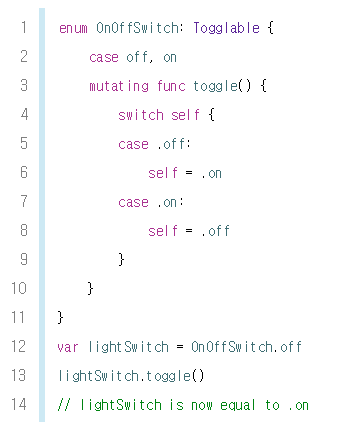 1 enum OnOffSwitch: Togglable {
2 case off, on
3 mutating func toggle() {
4 switch self {
5 case .off:
6 self = .on
7 case .on:
8 self = .off
9 }
10 }
11 }
12 var lightSwitch = OnOffSwitch.off
13 lightSwitch.toggle()
14 // lightSwitch is now equal to .on